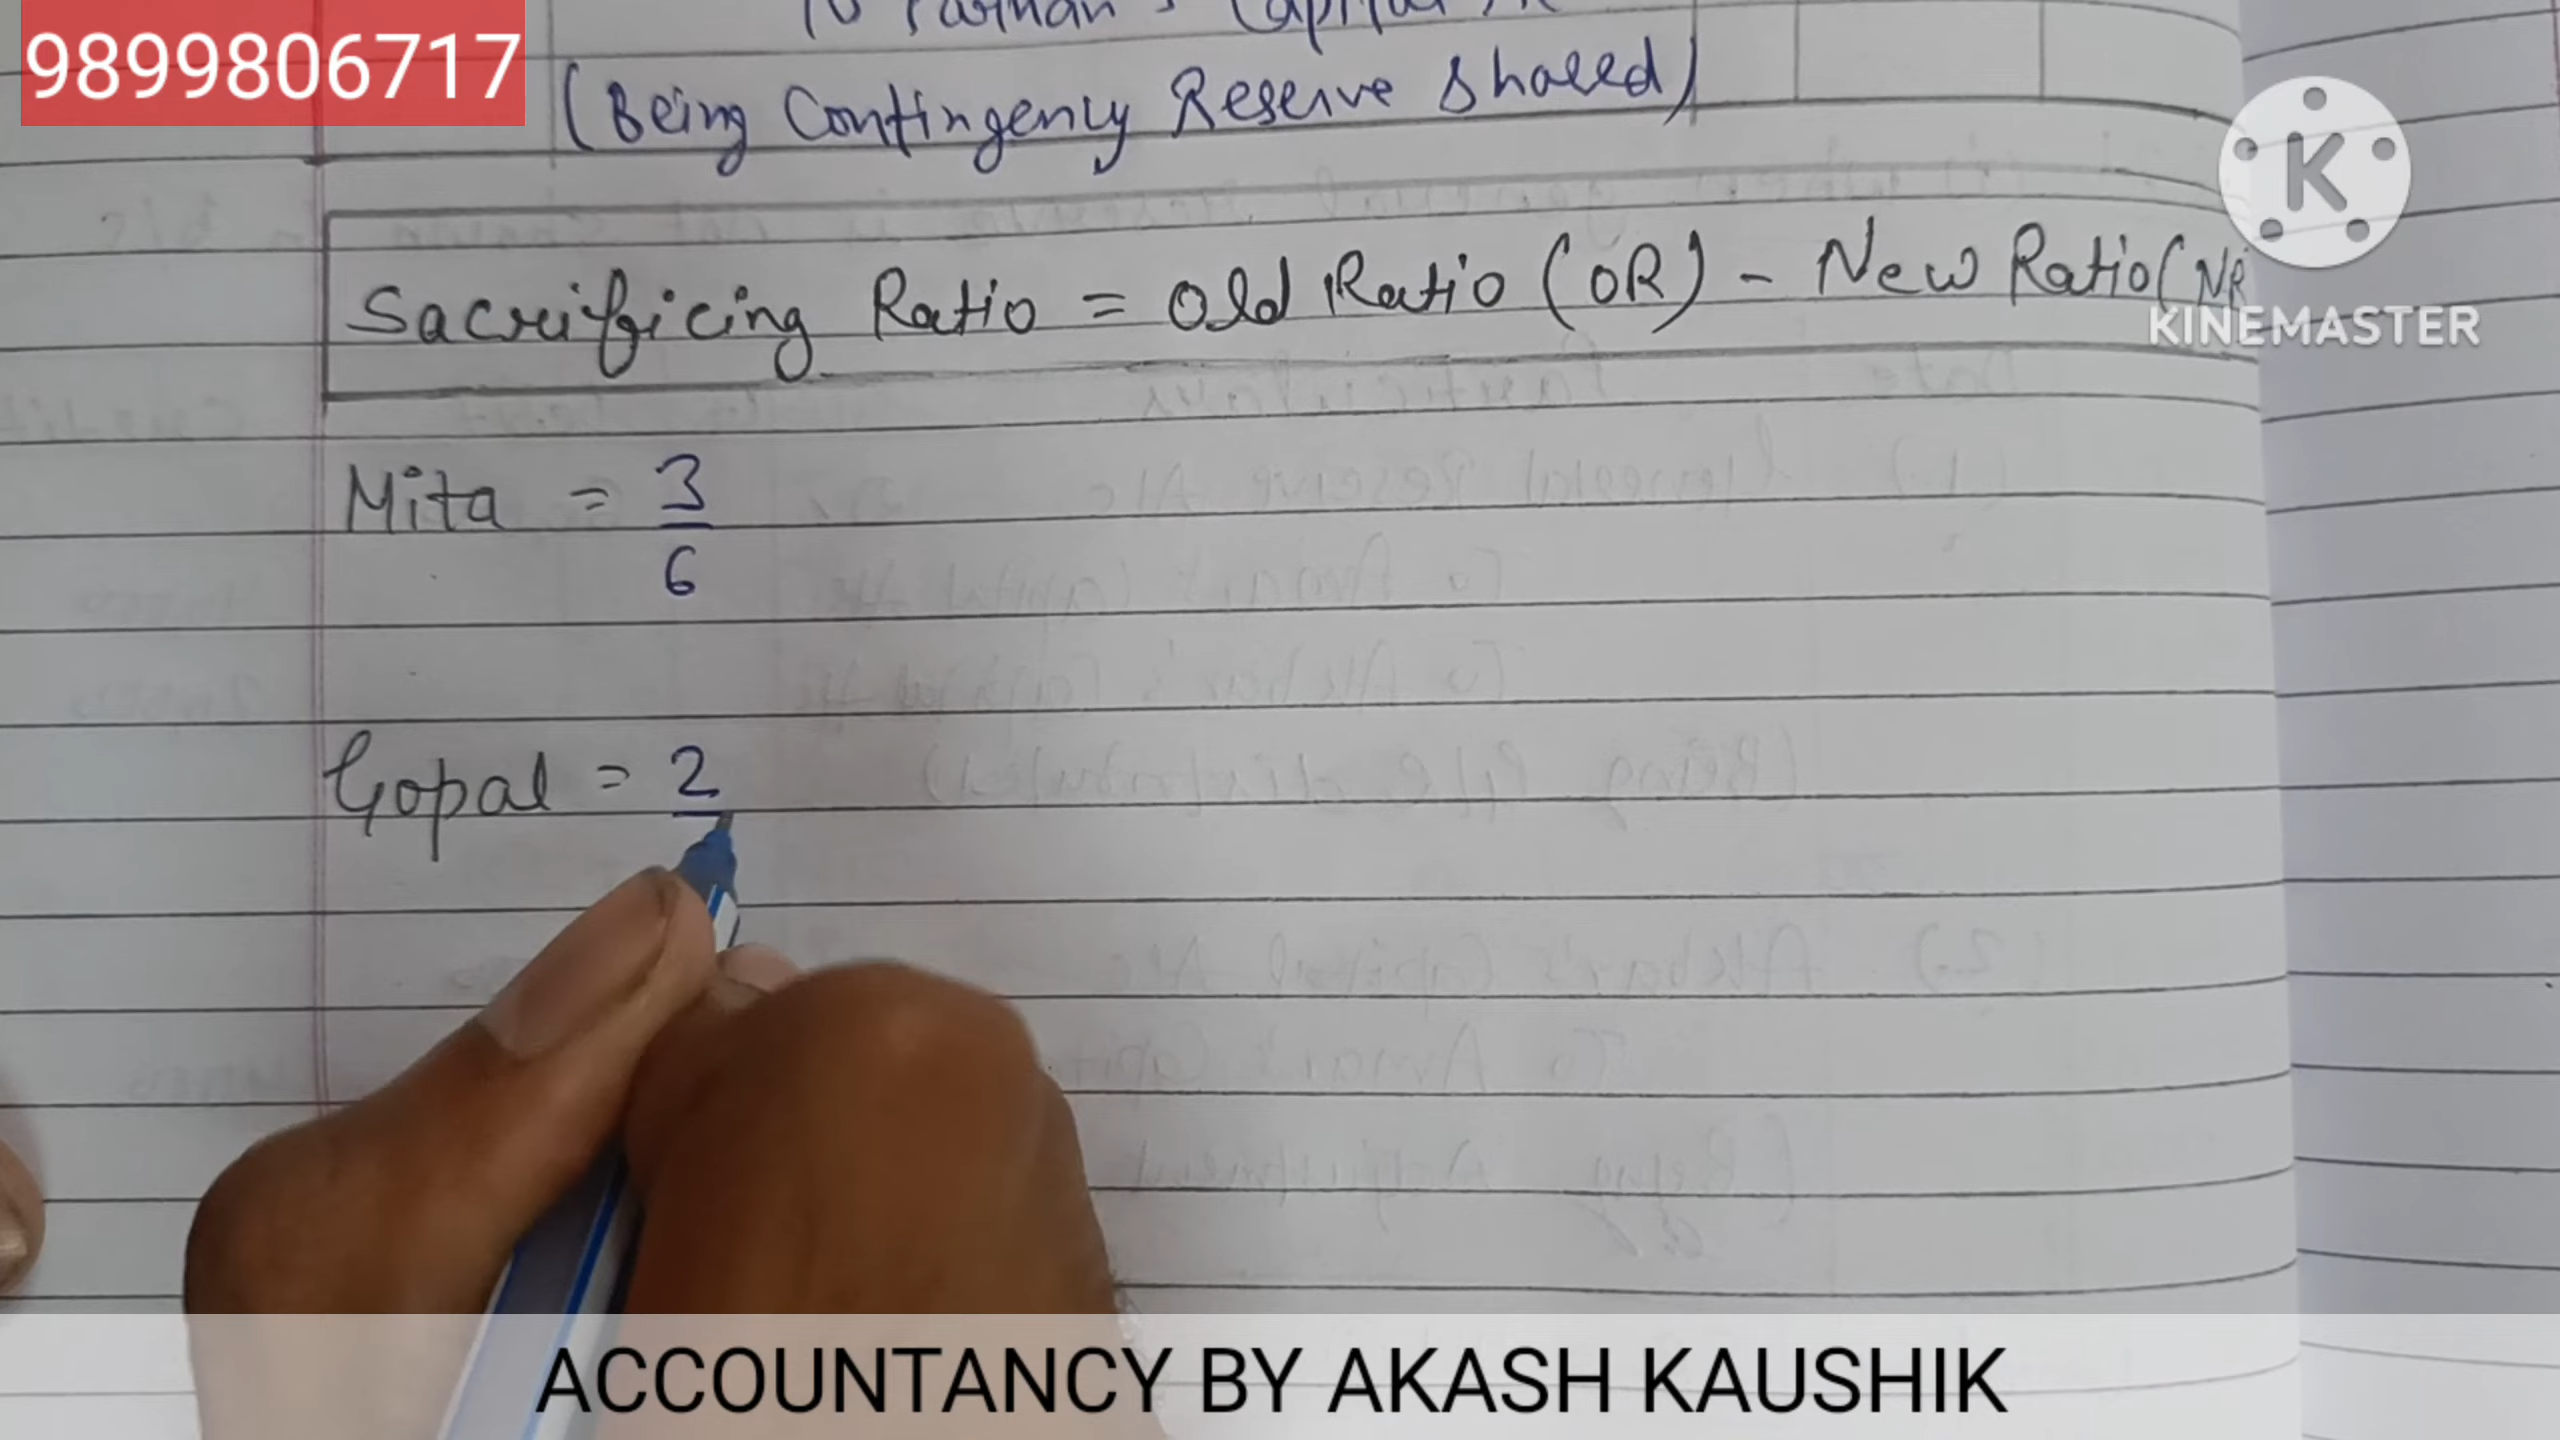 9899806717
Capital
(Being Contingency Reserve Shared)
K
Sacrificing Ratio = Old Ratio (OR) - New Ratio (NR
KINEMASTER
Mita = 3
6
Gopal = 2
ACCOUNTANCY BY AKASH KAUSHIK